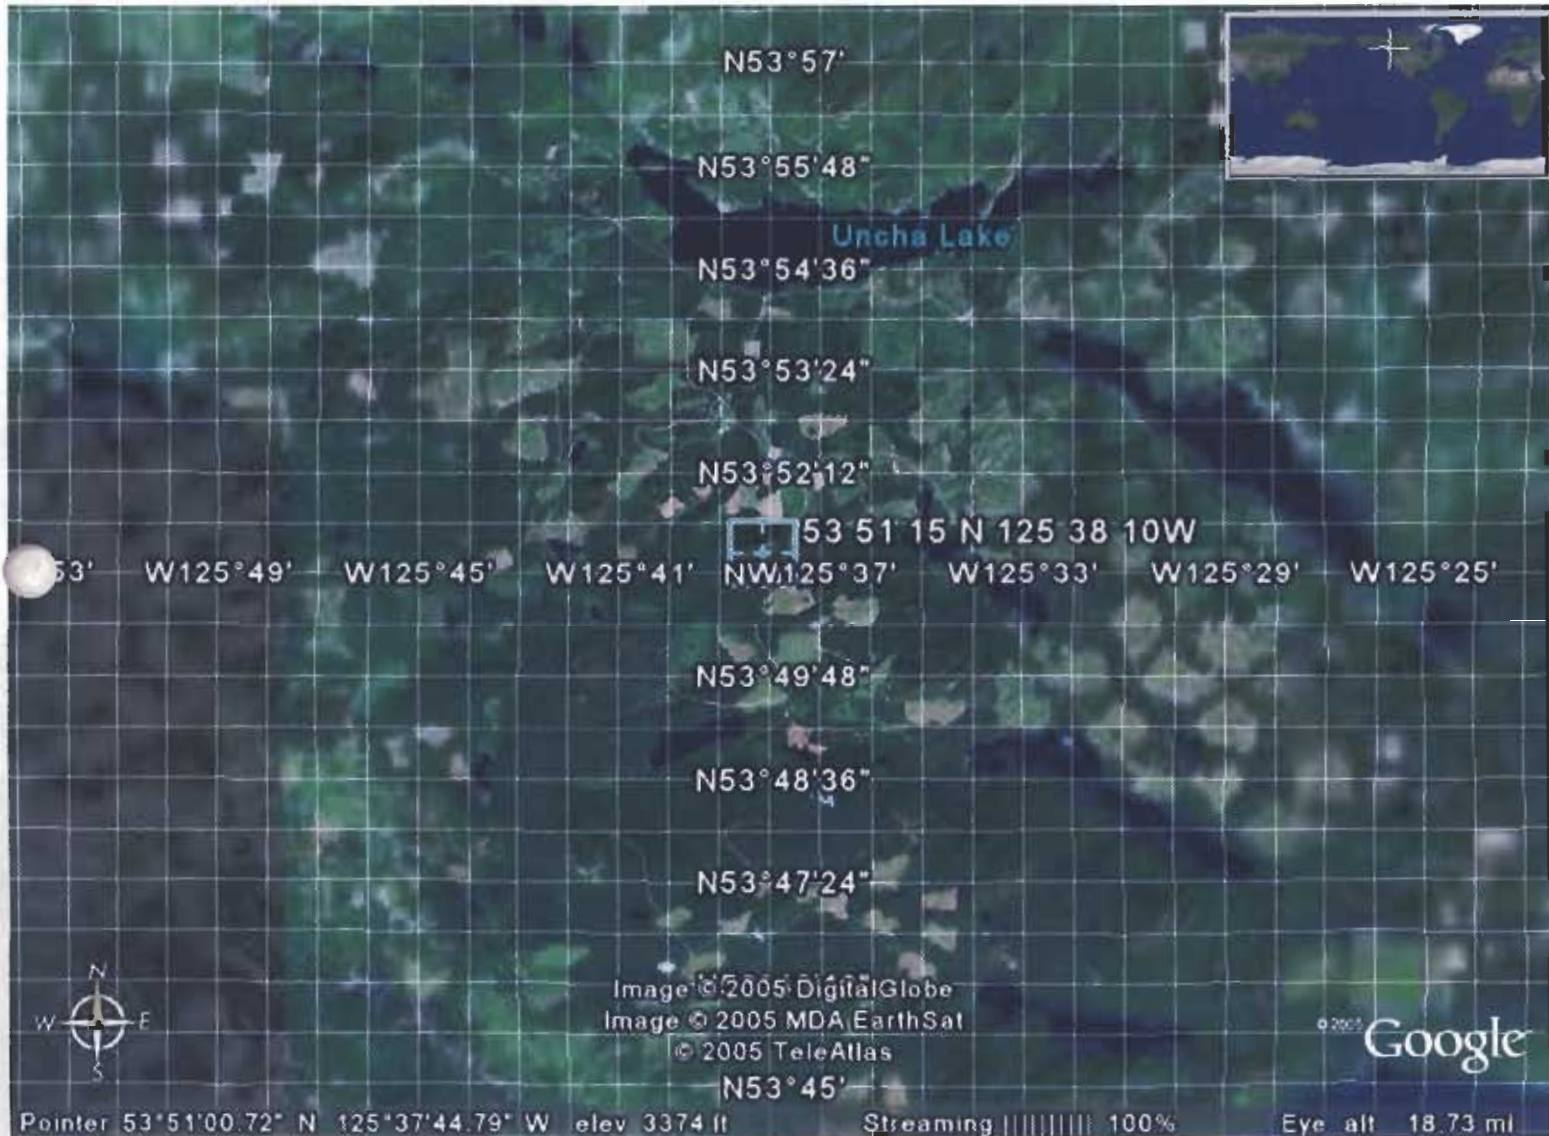 N53°57'
N53°55'48"
Uncha Lake
N53°54'36"
N53°53'24"
N53°52'12"
53 51 15 N 125 38 10W
53' W125°49' W125°45' W125°41' NW125°37' W125°33' W125°29' W125°25'
N53°49'48"
N53°48'36"
N53°47'24"
N
W E
S
Image © 2005 DigitalGlobe
Image © 2005 MDA EarthSat
© 2005 TeleAtlas
© 2005 Google
N53°45'
Pointer 53°51'00.72" N 125°37'44.79" W elev 3374 ft Streaming |||||||||| 100% Eye alt 18.73 mi